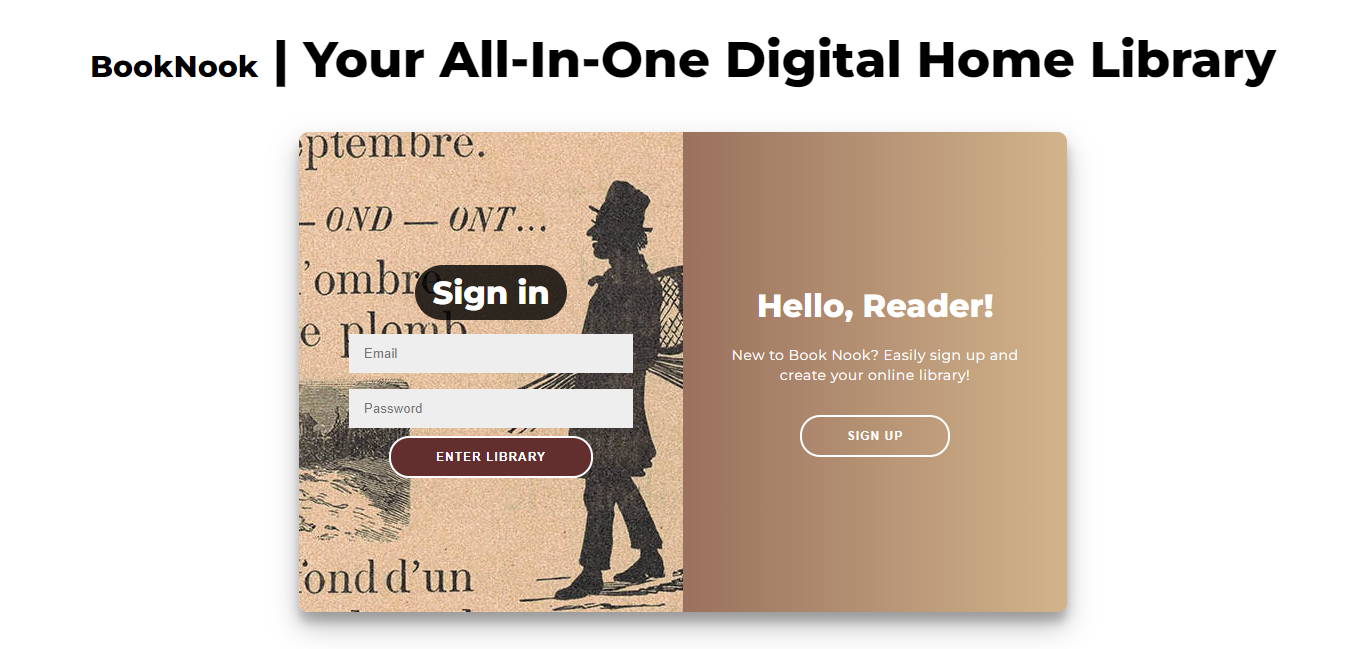 BookNook | Your All-In-One Digital Home Library
eptembre.
— OND — ONT...
l’ombre
Sign in
e plomb
Email
Password
ENTER LIBRARY
fond d’un
Hello, Reader!
New to Book Nook? Easily sign up and
create your online library!
SIGN UP